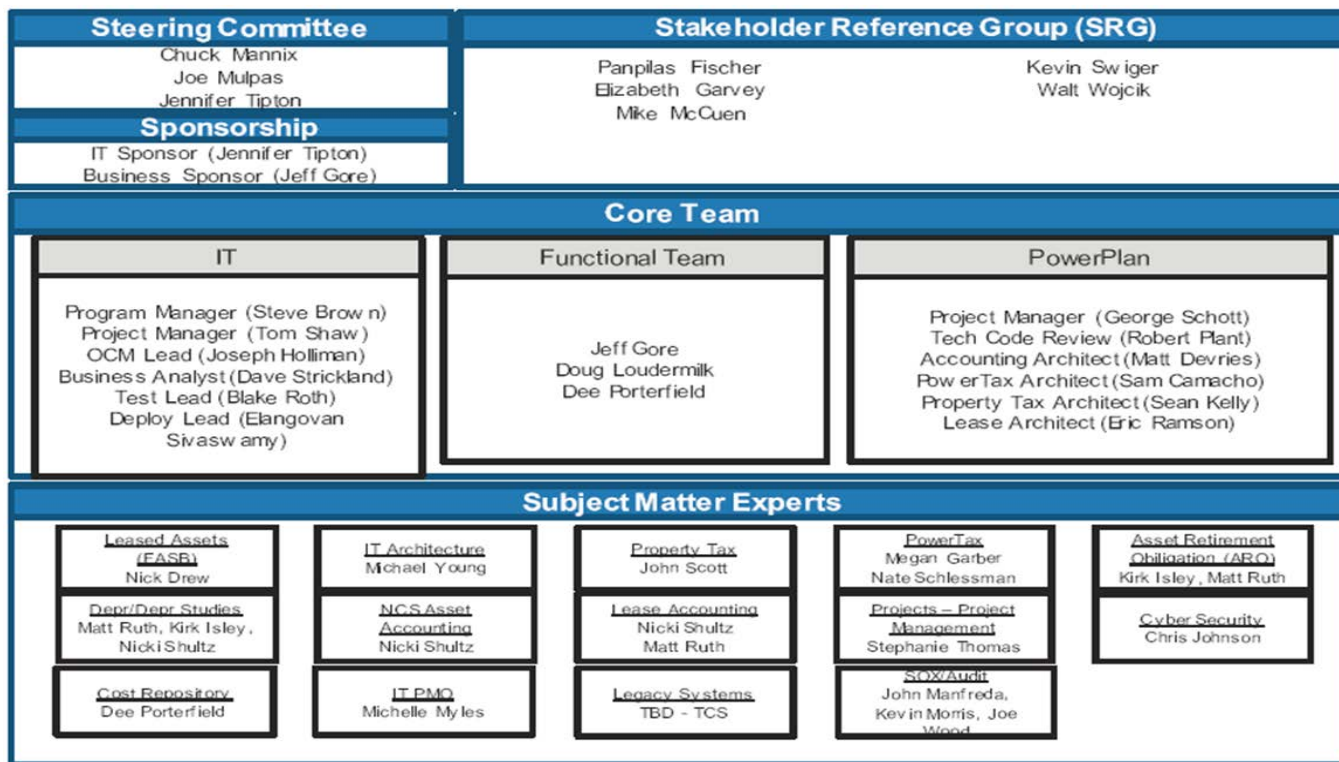 Steering Committee
Chuck Mannix
Joe Mulpas
Jennifer Tipton
Sponsorship
IT Sponsor (Jennifer Tipton)
Business Sponsor (Jeff Gore)
Stakeholder Reference Group (SRG)
Panpilas Fischer
Elizabeth Garvey
Mike McCuen
Kevin Swiger
Walt Wojcik
Core Team
IT
Program Manager (Steve Brown)
Project Manager (Tom Shaw)
OCM Lead (Joseph Holliman)
Business Analyst (Dave Strickland)
Test Lead (Blake Roth)
Deploy Lead (Elangovan
Sivaswamy)
Functional Team
Jeff Gore
Doug Loudermilk
Dee Porterfield
PowerPlan
Project Manager (George Schott)
Tech Code Review (Robert Plant)
Accounting Architect (Matt Devries)
PowerTax Architect (Sam Camacho)
Property Tax Architect (Sean Kelly)
Lease Architect (Eric Ramson)
Subject Matter Experts
Leased Assets
(FASB)
Nick Drew
IT Architecture
Michael Young
Property Tax
John Scott
PowerTax
Megan Garber
Nate Schlessman
Asset Retirement
Obiligation (ARO)
Kirk Isley, Matt Ruth
Depr/Depr Studies
Matt Ruth, Kirk Isley,
Nicki Shultz
NCS Asset
Accounting
Nicki Shultz
Lease Accounting
Nicki Shultz
Matt Ruth
Projects – Project
Management
Stephanie Thomas
Cyber Security
Chris Johnson
Cost Repository
Dee Porterfield
IT PMO
Michelle Myles
Legacy Systems
TBD - TCS
SOX/Audit
John Manfreda,
Kevin Morris, Joe
Wood